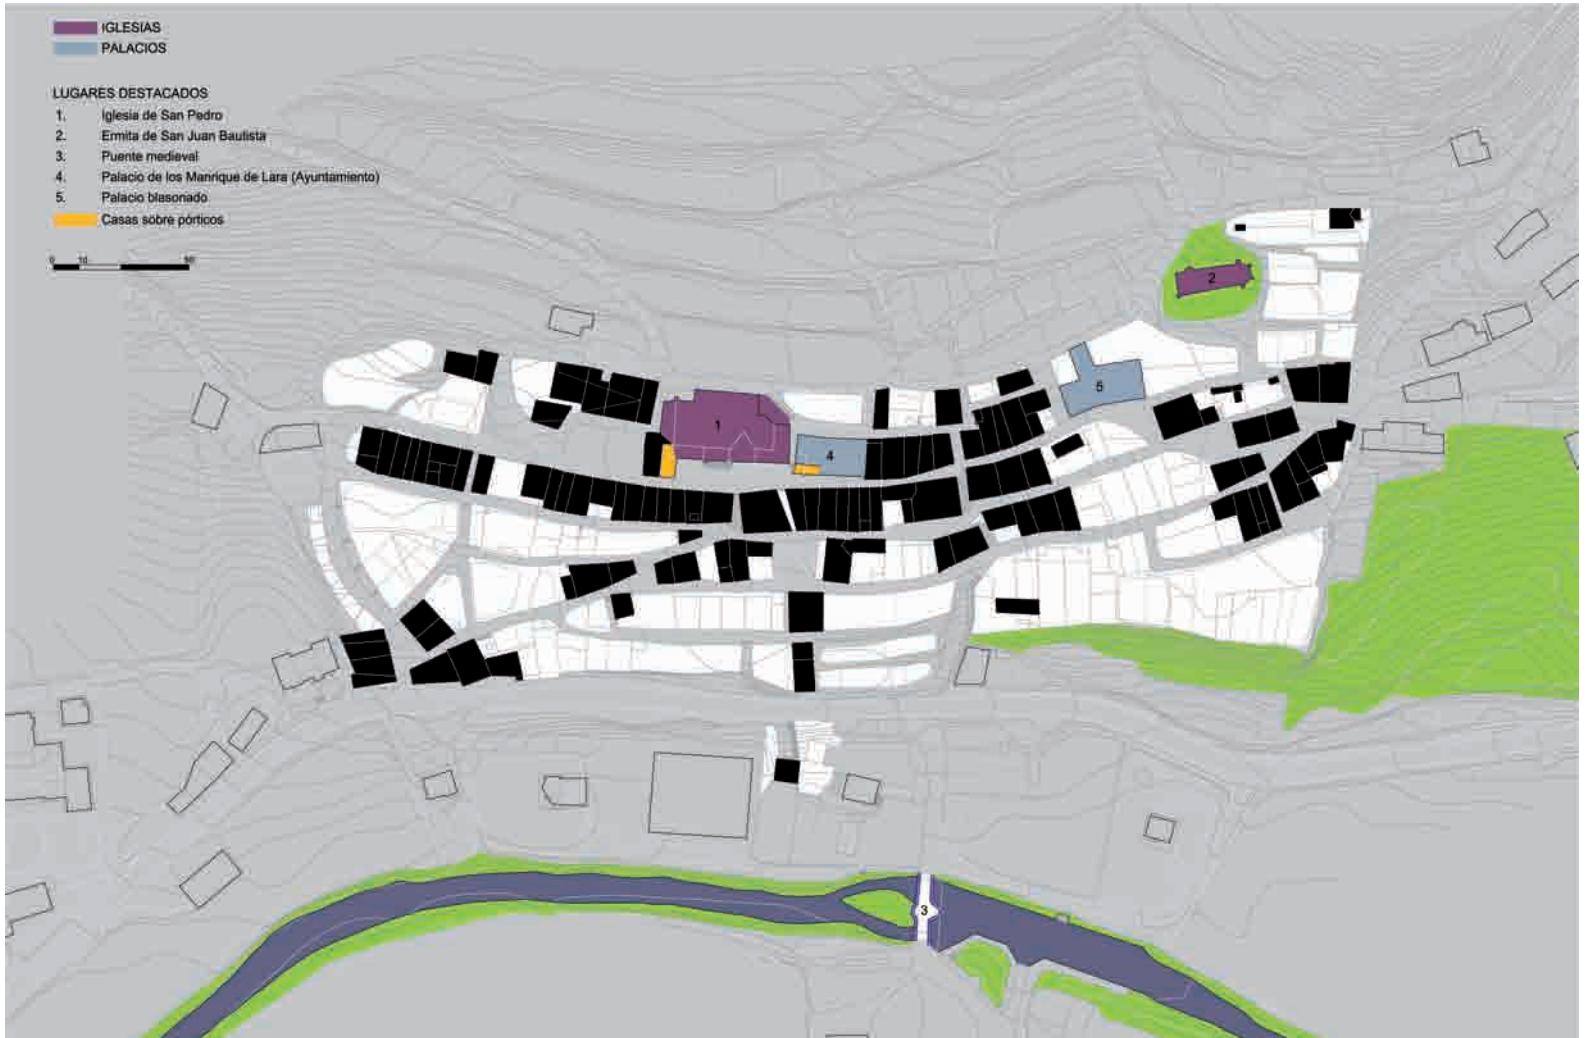 IGLESIAS
PALACIOS
LUGARES DESTACADOS
1. Iglesia de San Pedro
2. Ermita de San Juan Bautista
3. Puente medieval
4. Palacio de los Manrique de Lara (Ayuntamiento)
5. Palacio blasonado
Casas sobre pórticos
0 10 50
2
5
1
4
3